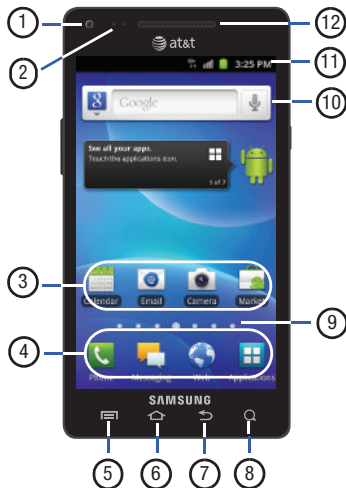 1
12
2
at&t
3:25 PM
11
8 Google
10
See all your apps.
Touch the applications icon.
1 of 7
3
Calendar Email Camera Market
9
4
Phone Messaging Web Applications
SAMSUNG
5 6 7 8